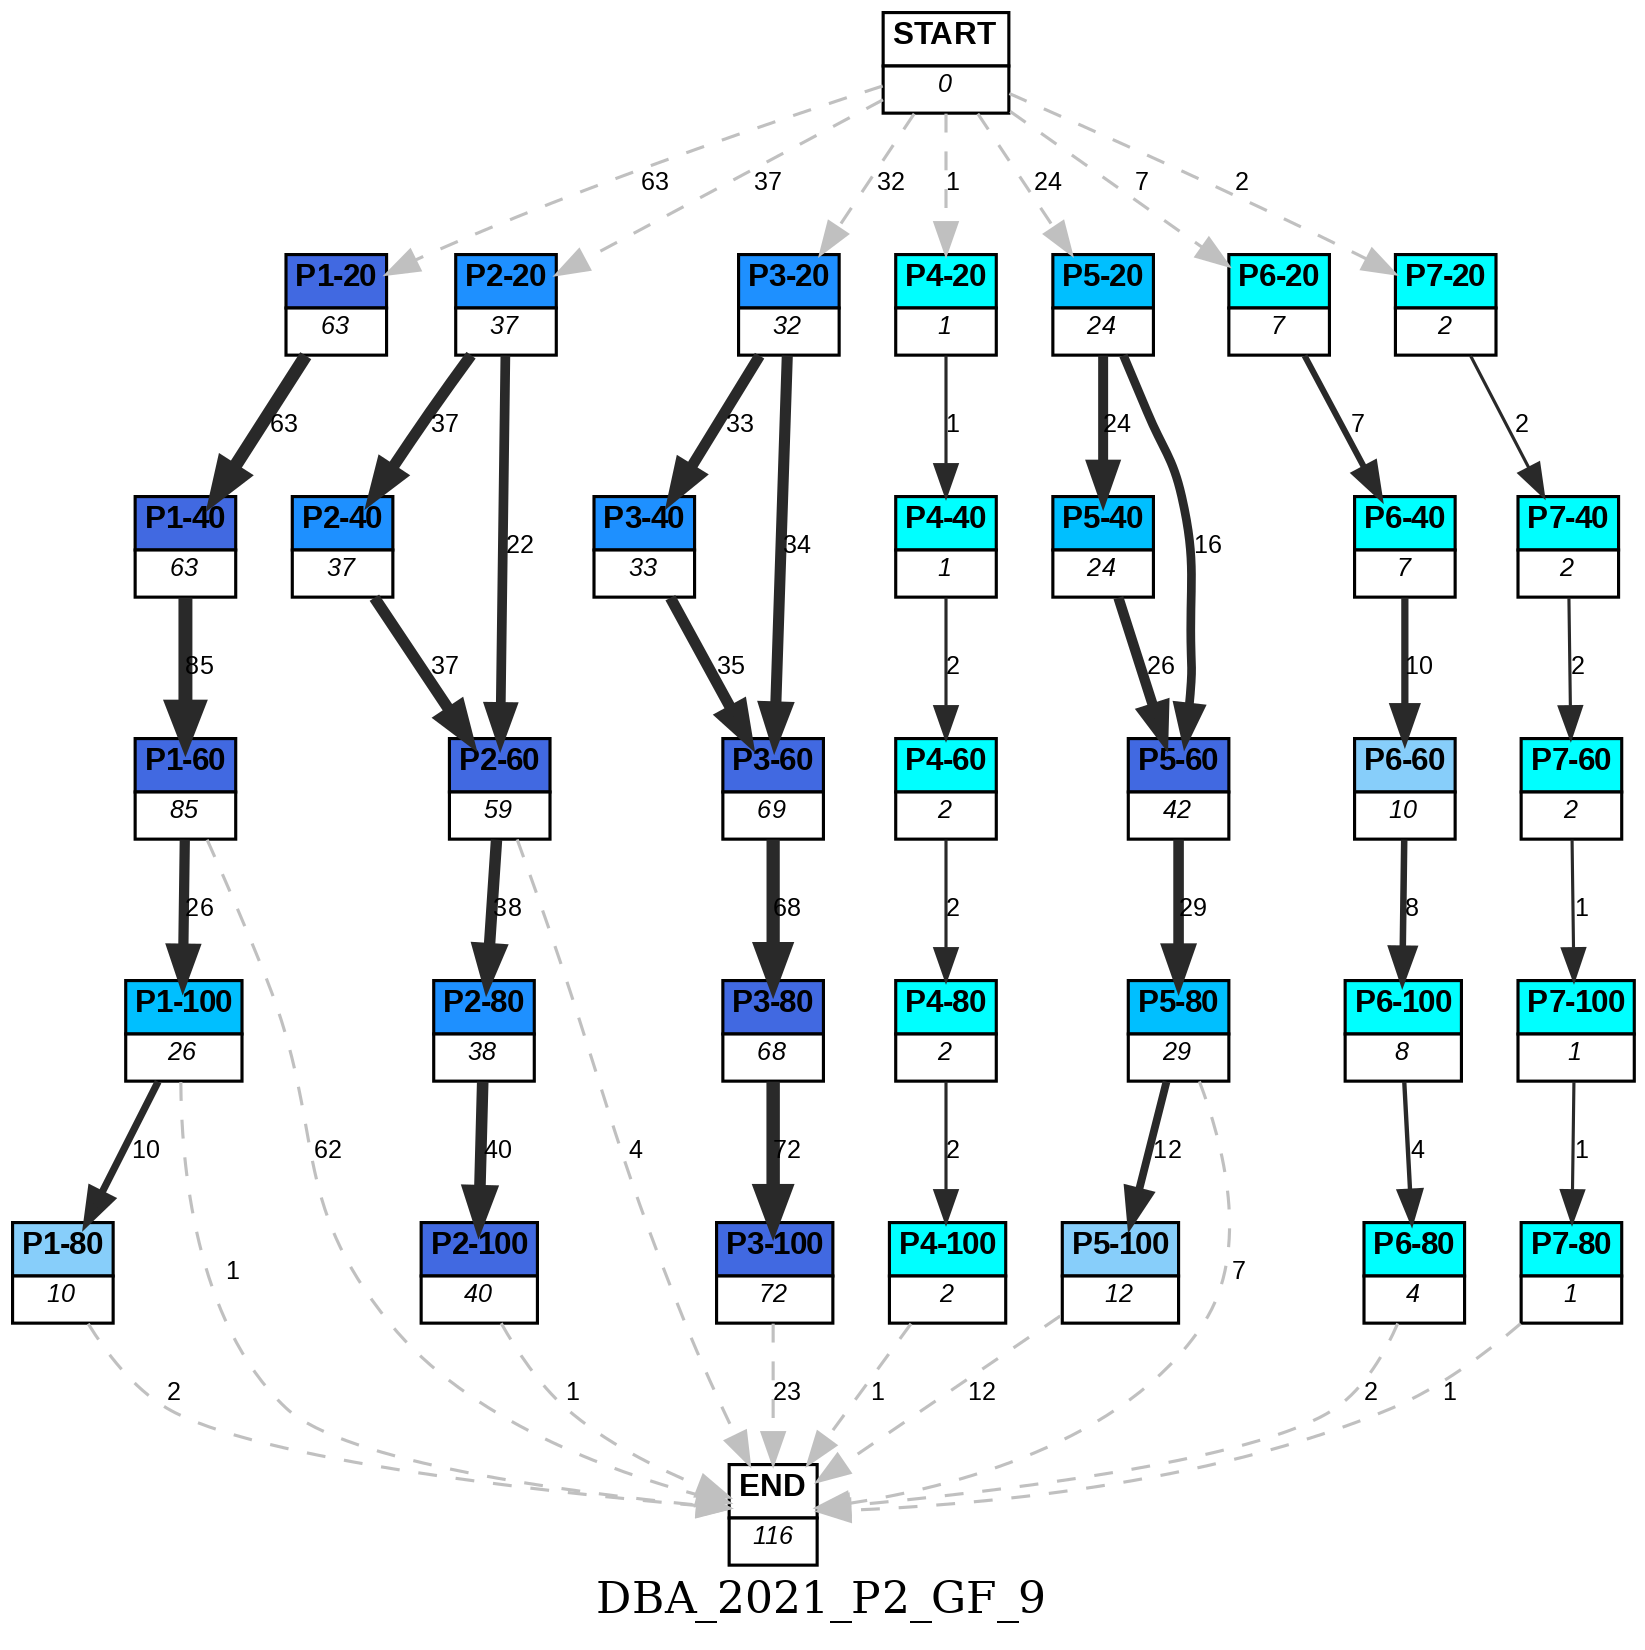 START
0
63 37 32 1 24 7 2
P1-20 P2-20 P3-20 P4-20 P5-20 P6-20 P7-20
63 37 32 1 24 7 2
63 37 33 1 24 7 2
P1-40 P2-40 P3-40 P4-40 P5-40 P6-40 P7-40
22 34 16
63 37 33 1 24 7 2
85 37 35 2 26 10 2
P1-60 P2-60 P3-60 P4-60 P5-60 P6-60 P7-60
85 59 69 2 42 10 2
26 38 68 2 29 8 1
P1-100 P2-80 P3-80 P4-80 P5-80 P6-100 P7-100
26 38 68 2 29 8 1
10 62 40 4 72 2 12 4 1
P1-80 P2-100 P3-100 P4-100 P5-100 P6-80 P7-80
1 7
10 40 72 2 12 4 1
2 1 23 1 12 2 1
END
116
DBA_2021_P2_GF_9